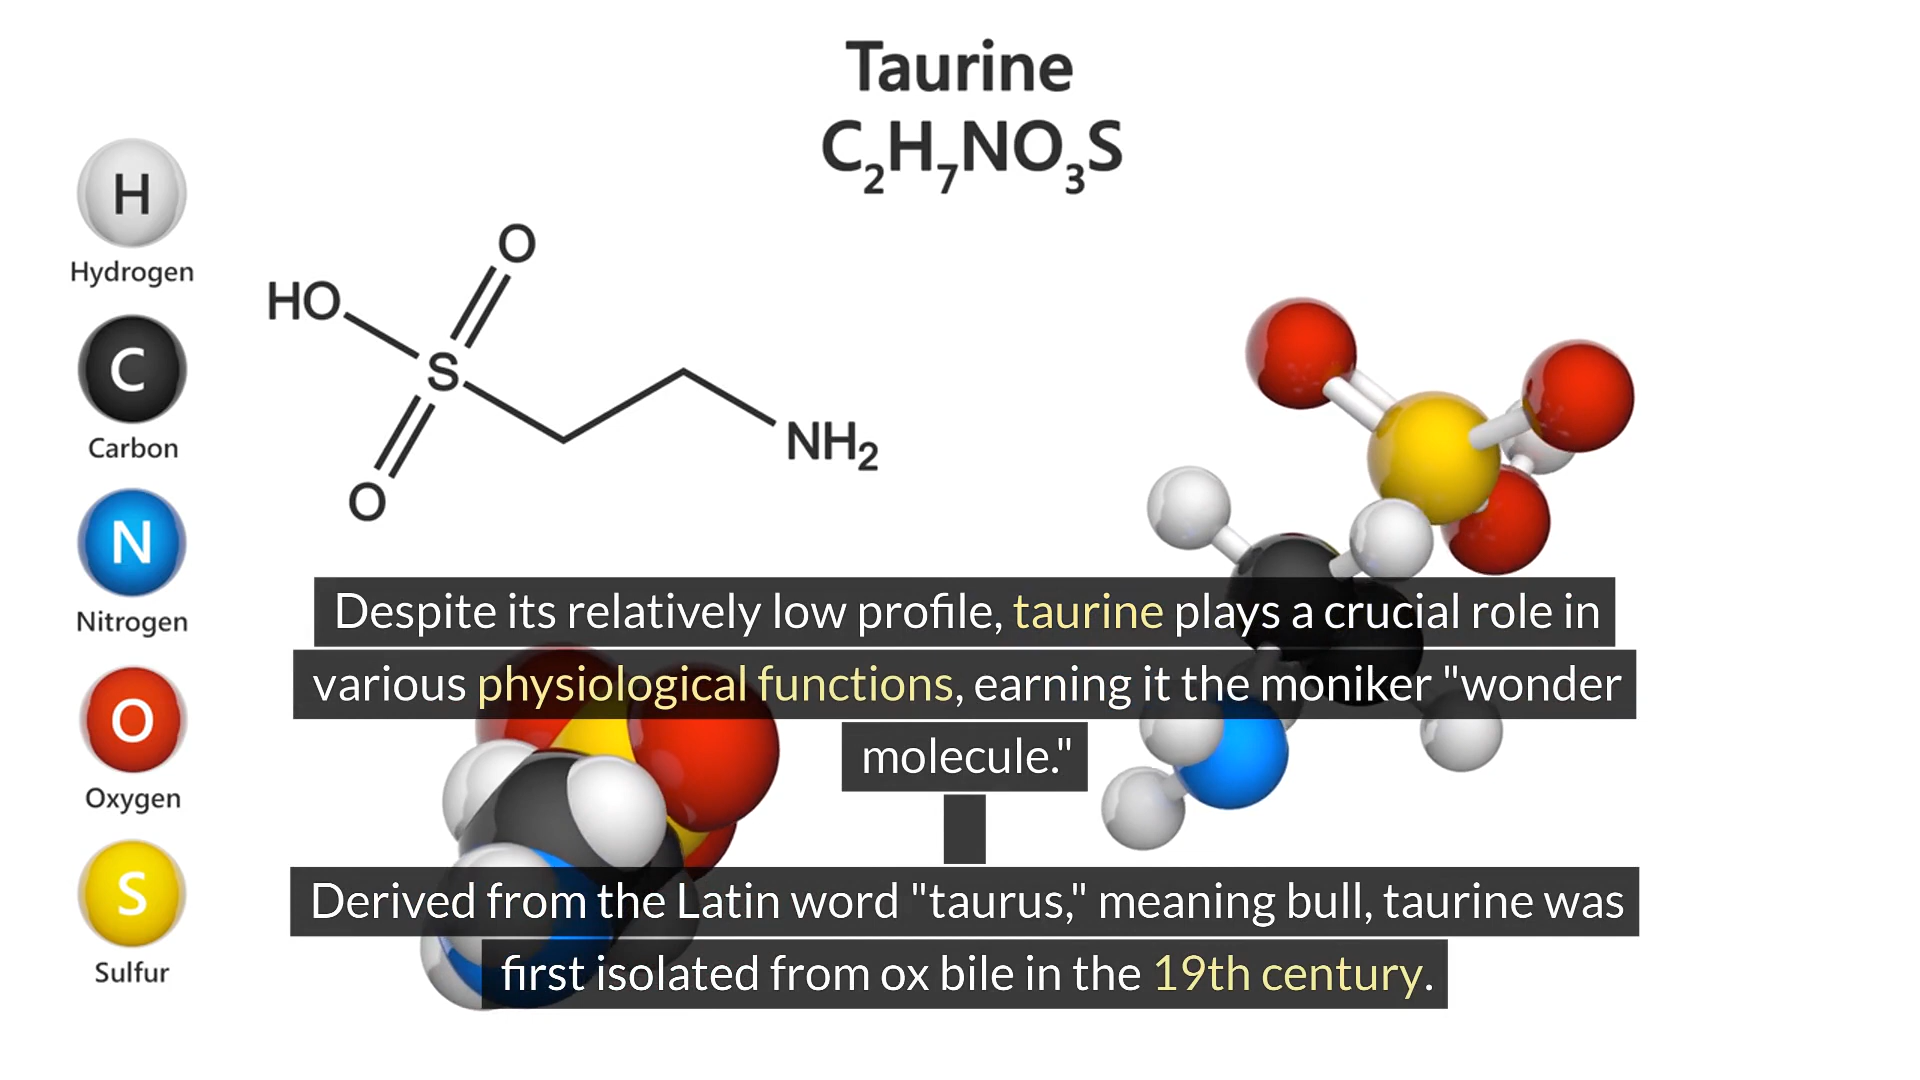 Taurine
C₂H₇NO₃S
H
Hydrogen
C
Carbon
N
Nitrogen
O
Oxygen
S
Sulfur
O
HO
S
NH₂
O
Despite its relatively low profile, taurine plays a crucial role in
various physiological functions, earning it the moniker "wonder
molecule."
Derived from the Latin word "taurus," meaning bull, taurine was
first isolated from ox bile in the 19th century.